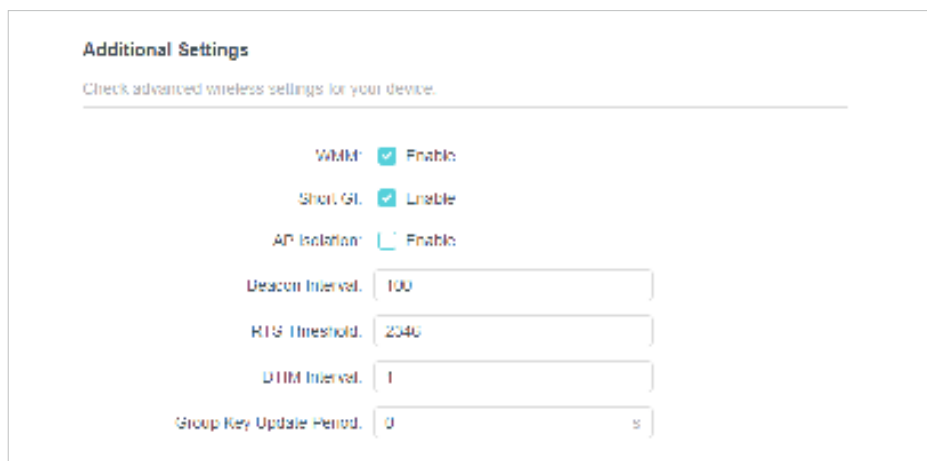 Additional Settings
Check advanced wireless settings for your device.
WMM: Enable
Short GI: Enable
AP Isolation: Enable
Beacon Interval: 100
RTS Threshold: 2346
DTIM Interval: 1
Group Key Update Period: 0 s